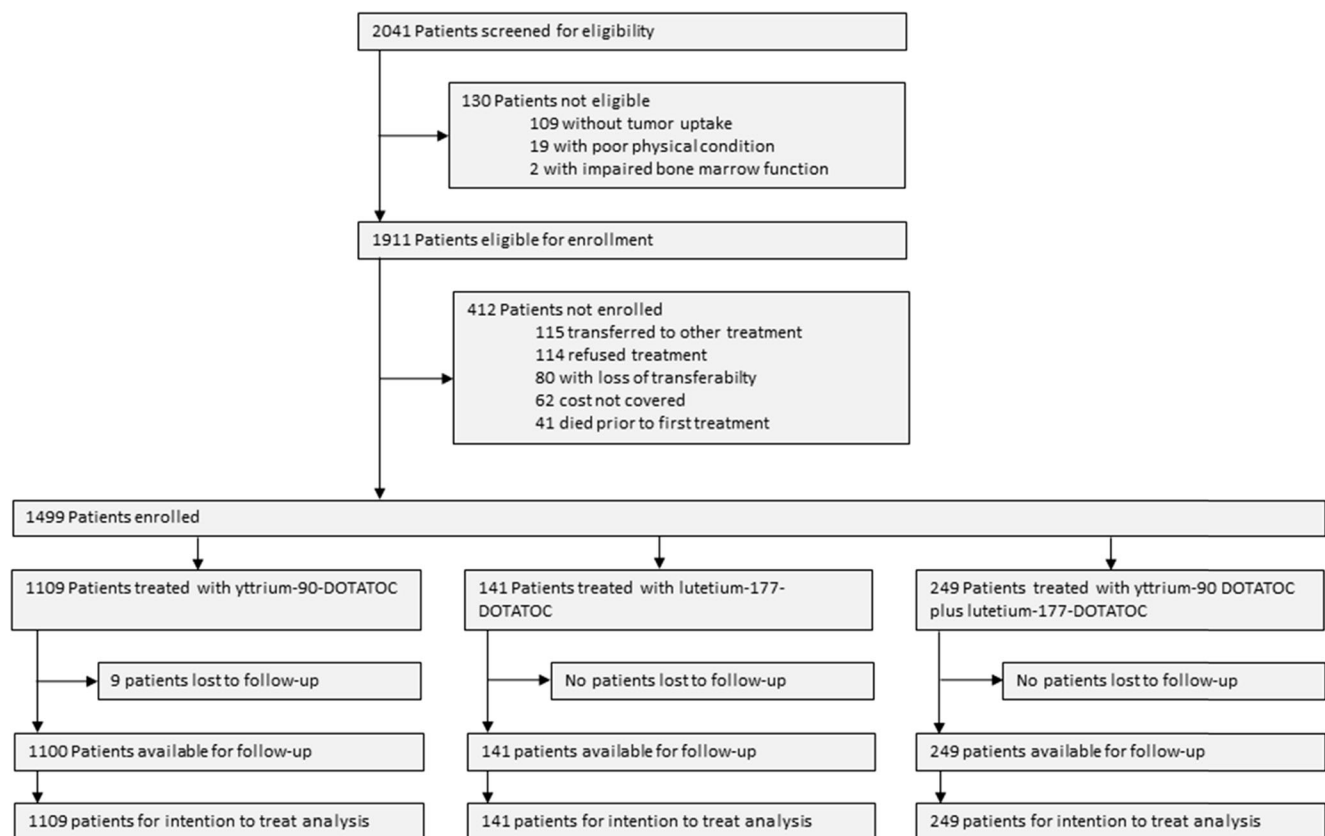 2041 Patients screened for eligibility
130 Patients not eligible
109 without tumor uptake
19 with poor physical condition
2 with impaired bone marrow function
1911 Patients eligible for enrollment
412 Patients not enrolled
115 transferred to other treatment
114 refused treatment
80 with loss of transferabilty
62 cost not covered
41 died prior to first treatment
1499 Patients enrolled
1109 Patients treated with yttrium-90-DOTATOC
141 Patients treated with lutetium-177-
DOTATOC
249 Patients treated with yttrium-90 DOTATOC
plus lutetium-177-DOTATOC
9 patients lost to follow-up
No patients lost to follow-up
No patients lost to follow-up
1100 Patients available for follow-up
141 patients available for follow-up
249 patients available for follow-up
1109 patients for intention to treat analysis
141 patients for intention to treat analysis
249 patients for intention to treat analysis